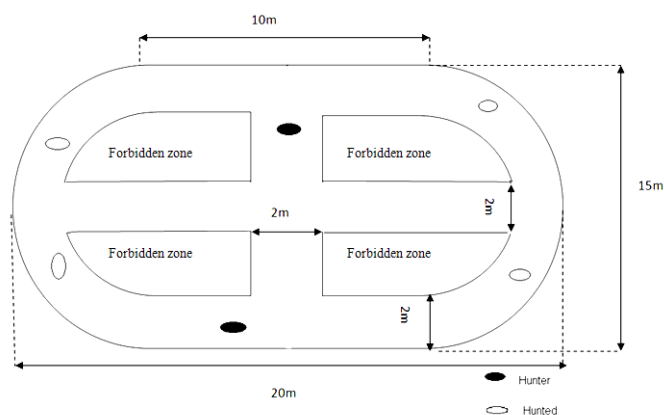 10m
Forbidden zone
Forbidden zone
15m
2m
2m
Forbidden zone
Forbidden zone
2m
20m
Hunter
Hunted